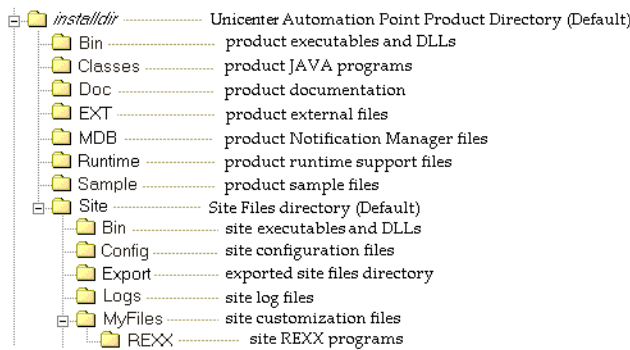 installdir Unicenter Automation Point Product Directory (Default)
Bin product executables and DLLs
Classes product JAVA programs
Doc product documentation
EXT product external files
MDB product Notification Manager files
Runtime product runtime support files
Sample product sample files
Site Site Files directory (Default)
Bin site executables and DLLs
Config site configuration files
Export exported site files directory
Logs site log files
MyFiles site customization files
REXX site REXX programs